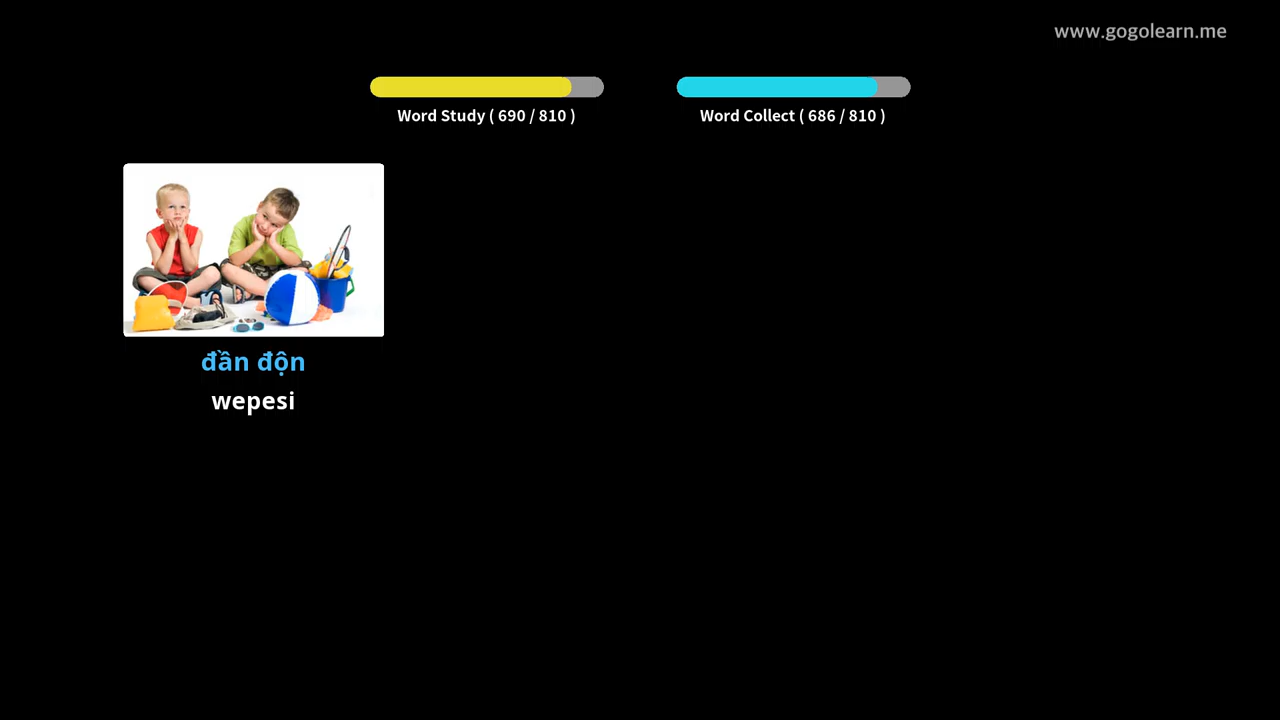 www.gogolearn.me
Word Study ( 690 / 810 )
Word Collect ( 686 / 810 )
đần độn
wepesi